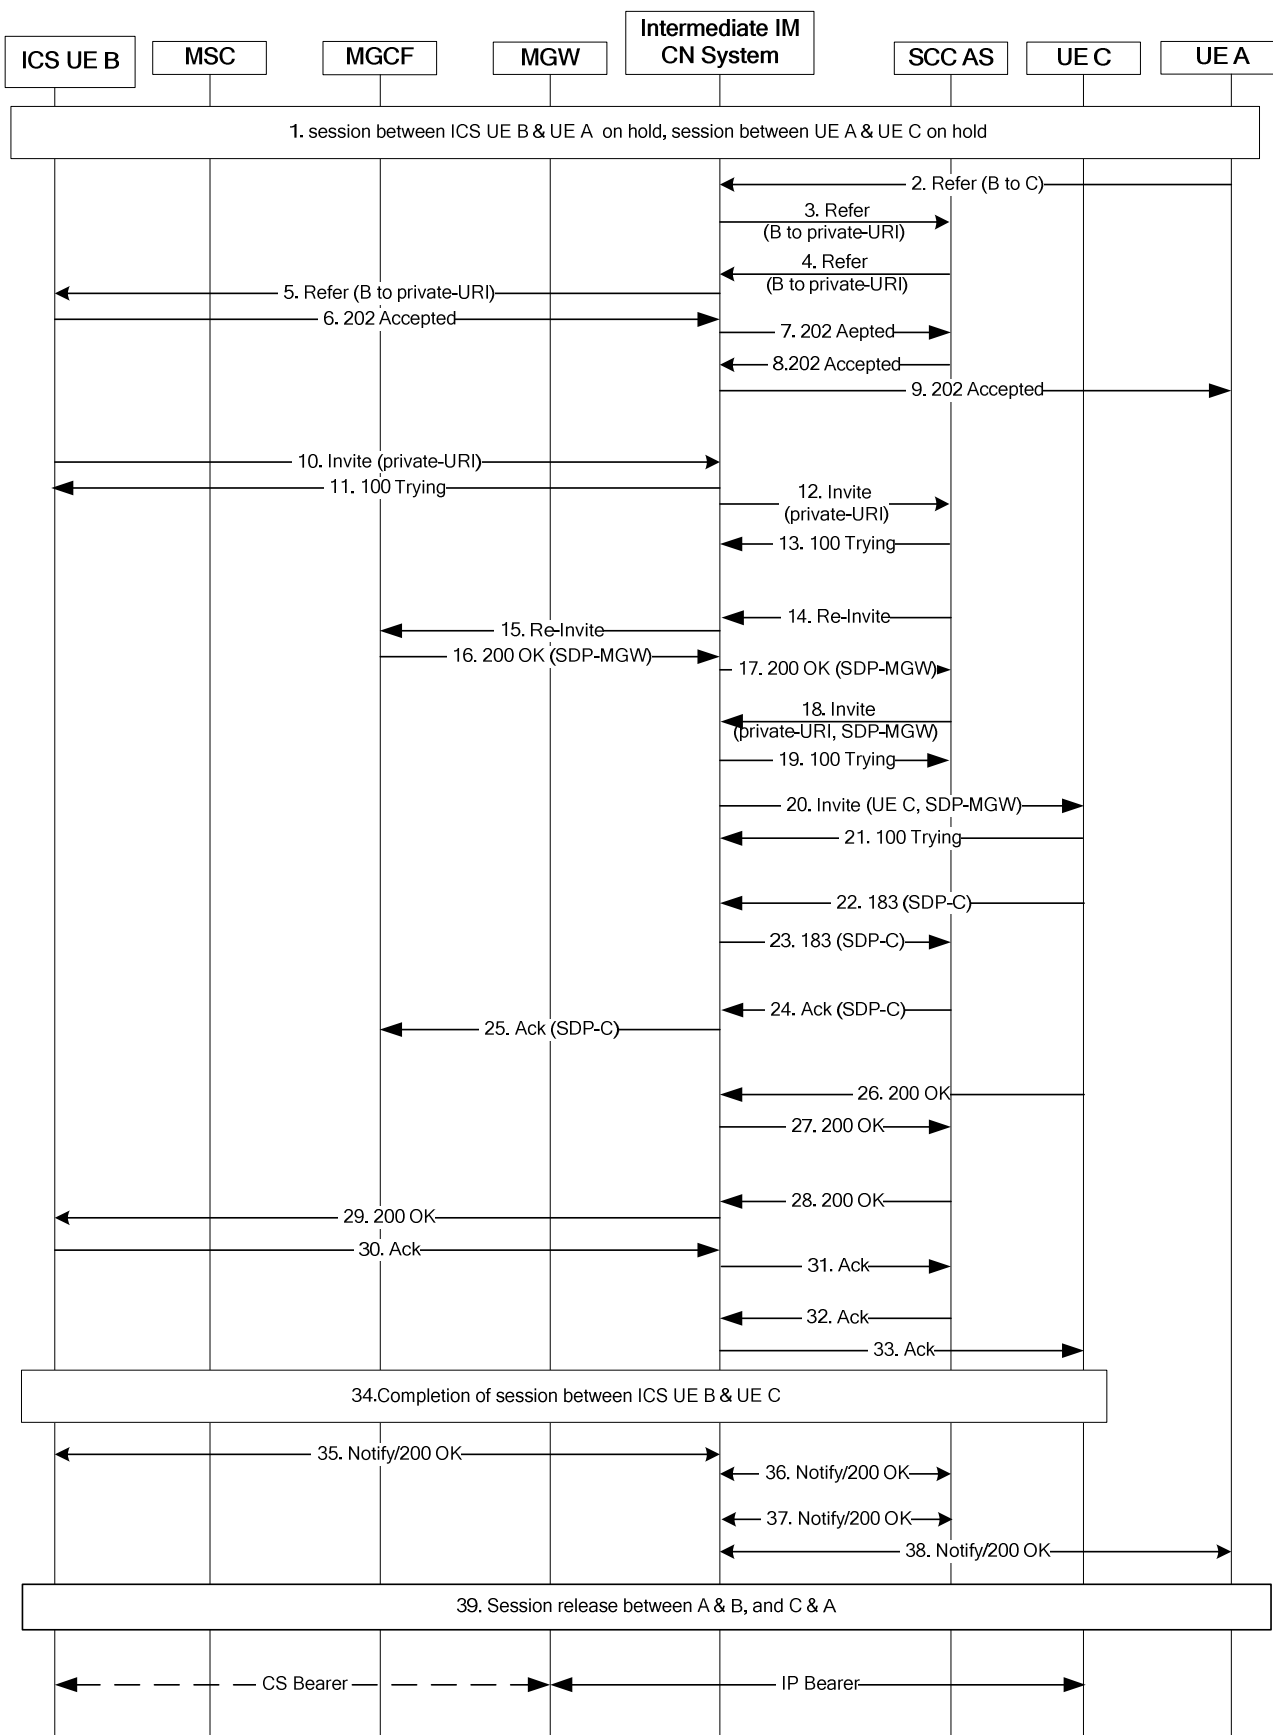 ICS UE B
MSC
MGCF
MGW
Intermediate IM
CN System
SCC AS
UE C
UE A
1. session between ICS UE B & UE A on hold, session between UE A & UE C on hold
2. Refer (B to C)
3. Refer
(B to private-URI)
4. Refer
(B to private-URI)
5. Refer (B to private-URI)
6. 202 Accepted
7. 202 Aepted
8.202 Accepted
9. 202 Accepted
10. Invite (private-URI)
11. 100 Trying
12. Invite
(private-URI)
13. 100 Trying
14. Re-Invite
15. Re-Invite
16. 200 OK (SDP-MGW)
17. 200 OK (SDP-MGW)
18. Invite
(private-URI, SDP-MGW)
19. 100 Trying
20. Invite (UE C, SDP-MGW)
21. 100 Trying
22. 183 (SDP-C)
23. 183 (SDP-C)
24. Ack (SDP-C)
25. Ack (SDP-C)
26. 200 OK
27. 200 OK
28. 200 OK
29. 200 OK
30. Ack
31. Ack
32. Ack
33. Ack
34.Completion of session between ICS UE B & UE C
35. Notify/200 OK
36. Notify/200 OK
37. Notify/200 OK
38. Notify/200 OK
39. Session release between A & B, and C & A
CS Bearer
IP Bearer